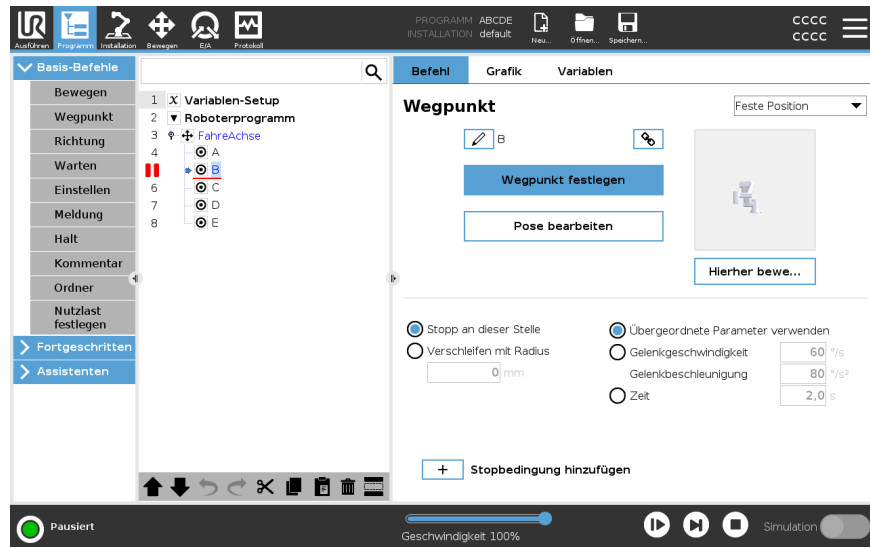 UR
Ausführen
Programm
Installation
Bewegen
E/A
Protokoll
PROGRAMM ABCDE
INSTALLATION default
Neu...
Öffnen...
Speichern...
CCCC
CCCC
Basis-Befehle
Bewegen
Wegpunkt
Richtung
Warten
Einstellen
Meldung
Halt
Kommentar
Ordner
Nutzlast
festlegen
Fortgeschritten
Assistenten
1 X Variablen-Setup
2 Roboterprogramm
3 FahreAchse
4 A
B
6 C
7 D
8 E
Befehl Grafik Variablen
Wegpunkt
Feste Position
B
Wegpunkt festlegen
Pose bearbeiten
Hierher bewe...
Stopp an dieser Stelle
Verschleifen mit Radius
0 mm
Übergeordnete Parameter verwenden
Gelenkgeschwindigkeit 60 °/s
Gelenkbeschleunigung 80 °/s²
Zeit 2,0 s
+ Stopbedingung hinzufügen
Pausiert
Geschwindigkeit 100%
Simulation